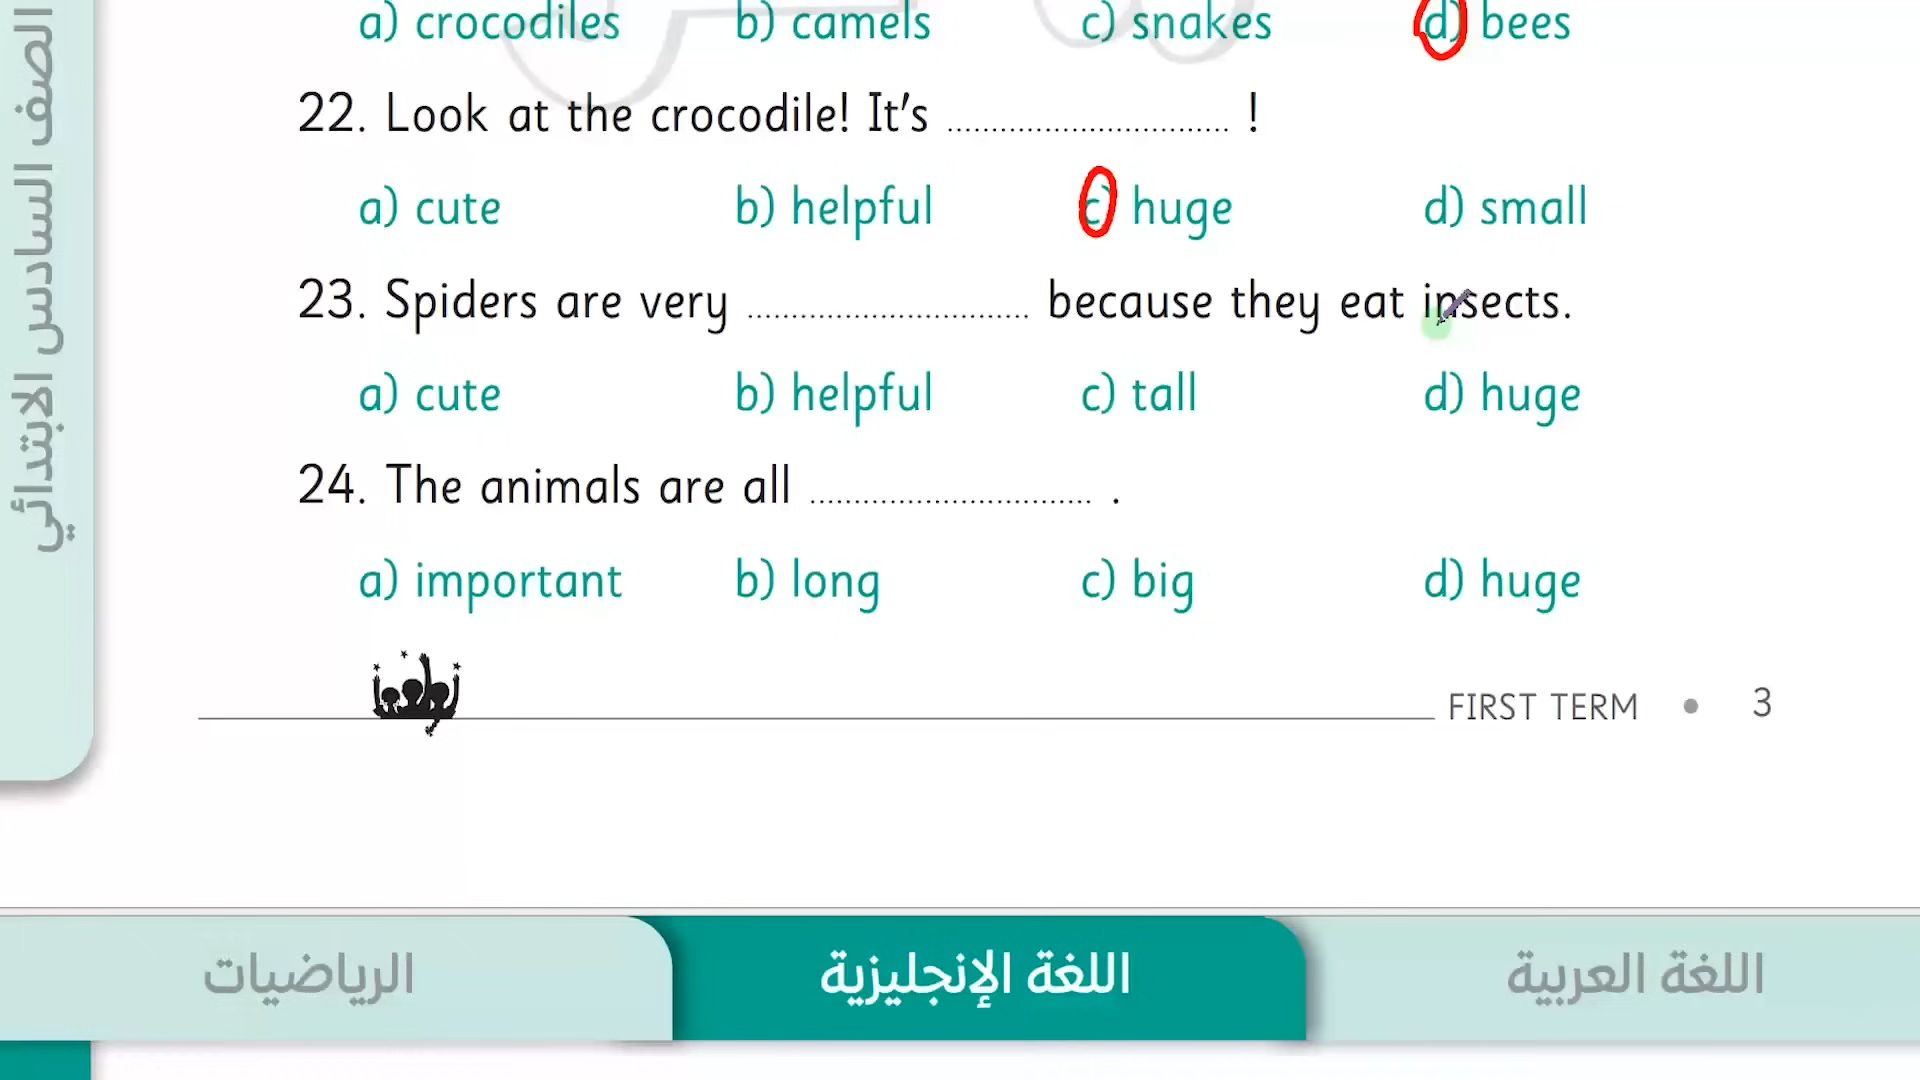 الصف السادس الابتدائي
a) crocodiles b) camels c) snakes d) bees
22. Look at the crocodile! It's ............................ !
a) cute b) helpful c) huge d) small
23. Spiders are very ............................ because they eat insects.
a) cute b) helpful c) tall d) huge
24. The animals are all ............................ .
a) important b) long c) big d) huge
FIRST TERM • 3
اللغة العربية
اللغة الإنجليزية
الرياضيات